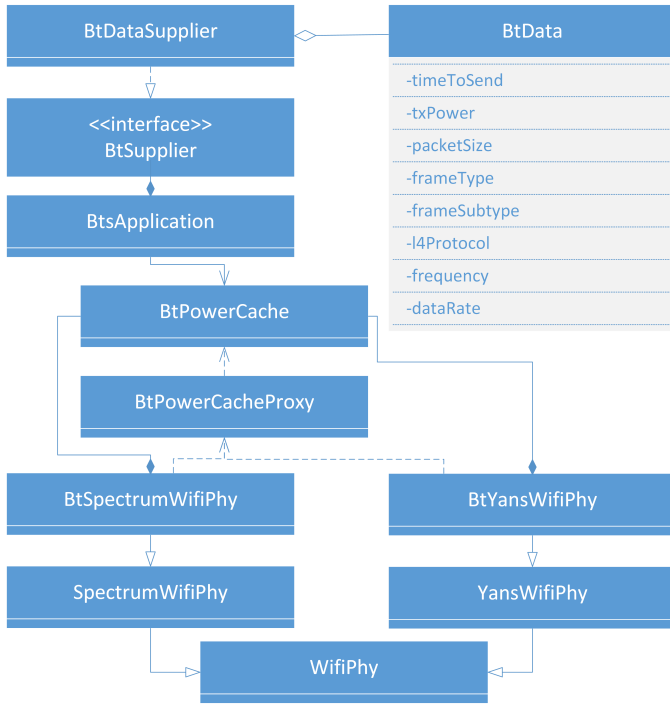 BtDataSupplier
BtData
-timeToSend
-txPower
-packetSize
-frameType
-frameSubtype
-l4Protocol
-frequency
-dataRate
<<interface>>
BtSupplier
BtsApplication
BtPowerCache
BtPowerCacheProxy
BtSpectrumWifiPhy
BtYansWifiPhy
SpectrumWifiPhy
YansWifiPhy
WifiPhy